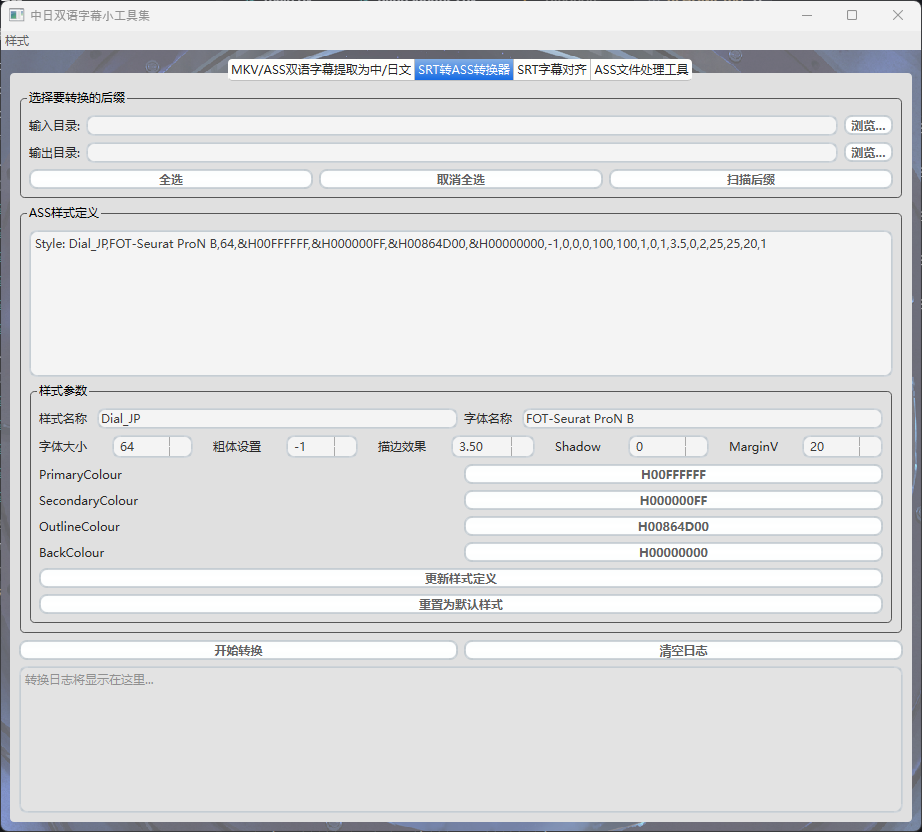 中日双语字幕小工具集
样式
MKV/ASS双语字幕提取为中/日文 SRT转ASS转换器 SRT字幕对齐 ASS文件处理工具
选择要转换的后缀
输入目录: 浏览...
输出目录: 浏览...
全选 取消全选 扫描后缀
ASS样式定义
Style: Dial_JP,FOT-Seurat ProN B,64,&H00FFFFFF,&H000000FF,&H00864D00,&H00000000,-1,0,0,0,100,100,1,0,1,3.5,0,2,25,25,20,1
样式参数
样式名称 Dial_JP 字体名称 FOT-Seurat ProN B
字体大小 64 粗体设置 -1 描边效果 3.50 Shadow 0 MarginV 20
PrimaryColour H00FFFFFF
SecondaryColour H000000FF
OutlineColour H00864D00
BackColour H00000000
更新样式定义
重置为默认样式
开始转换 清空日志
转换日志将显示在这里...